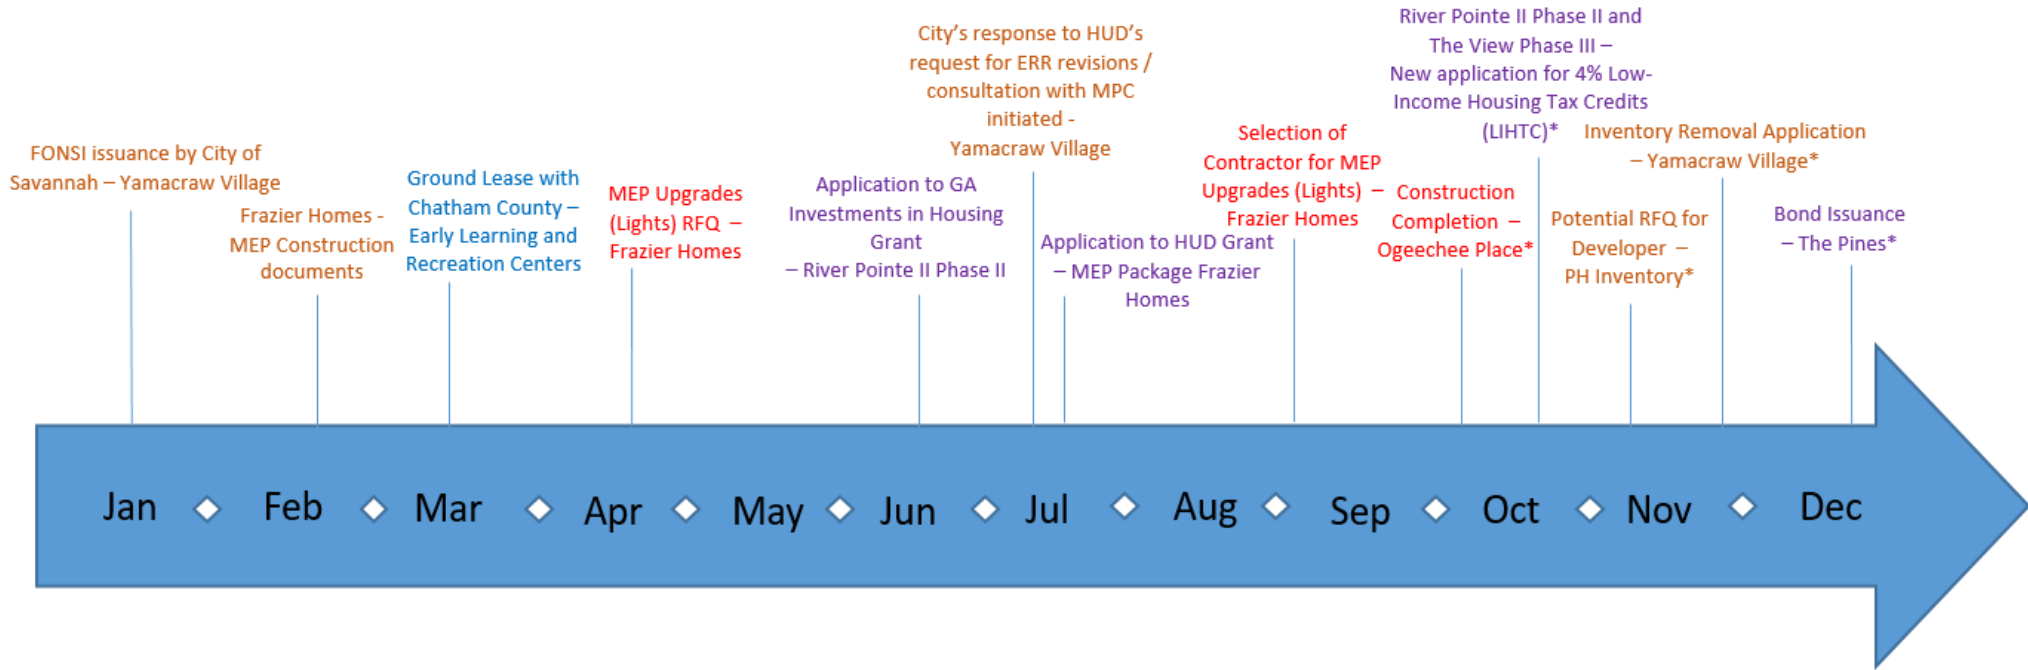 FONSI issuance by City of
Savannah – Yamacraw Village
Frazier Homes -
MEP Construction
documents
Ground Lease with
Chatham County –
Early Learning and
Recreation Centers
MEP Upgrades
(Lights) RFQ –
Frazier Homes
Application to GA
Investments in Housing
Grant
– River Pointe II Phase II
City's response to HUD's
request for ERR revisions /
consultation with MPC
initiated -
Yamacraw Village
Application to HUD Grant
– MEP Package Frazier
Homes
Selection of
Contractor for MEP
Upgrades (Lights) –
Frazier Homes
Construction
Completion –
Ogeechee Place*
River Pointe II Phase II and
The View Phase III –
New application for 4% Low-
Income Housing Tax Credits
(LIHTC)*
Potential RFQ for
Developer –
PH Inventory*
Inventory Removal Application
– Yamacraw Village*
Bond Issuance
– The Pines*
Jan
Feb
Mar
Apr
May
Jun
Jul
Aug
Sep
Oct
Nov
Dec